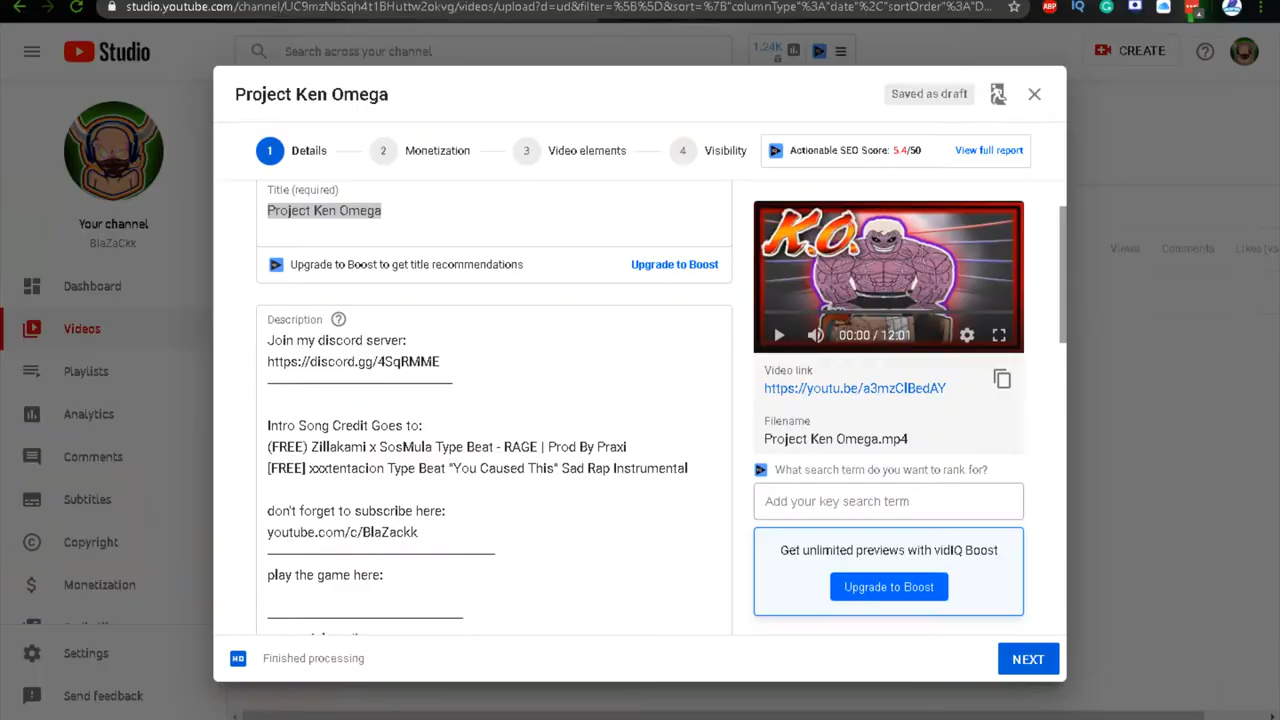 studio.youtube.com/channel/UC9mzNbSqh4t1BHuttwZokvg/videos/upload?d=ud&filter=%5B%5D&sort=%7B"columnType"%3A"date"%2C"sortOrder"%3A"D...
ABP
IQ
Studio
Search across your channel
1.24K
CREATE
Project Ken Omega
Saved as draft
1 Details
2 Monetization
3 Video elements
4 Visibility
Actionable SEO Score: 5.4/50
View full report
Your channel
BlaZaCkk
Dashboard
Videos
Playlists
Analytics
Comments
Subtitles
Copyright
Monetization
Settings
Send feedback
Title (required)
Project Ken Omega
Upgrade to Boost to get title recommendations
Upgrade to Boost
Description
Join my discord server:
https://discord.gg/4SqRMME
Intro Song Credit Goes to:
(FREE) Zillakami x SosMula Type Beat - RAGE | Prod By Praxi
[FREE] xxxtentacion Type Beat "You Caused This" Sad Rap Instrumental
don't forget to subscribe here:
youtube.com/c/BlaZackk
play the game here:
K.O.
00:00 / 12:01
Video link
https://youtu.be/a3mzClBedAY
Filename
Project Ken Omega.mp4
What search term do you want to rank for?
Add your key search term
Get unlimited previews with vidIQ Boost
Upgrade to Boost
Views
Comments
Likes (va
HD
Finished processing
NEXT